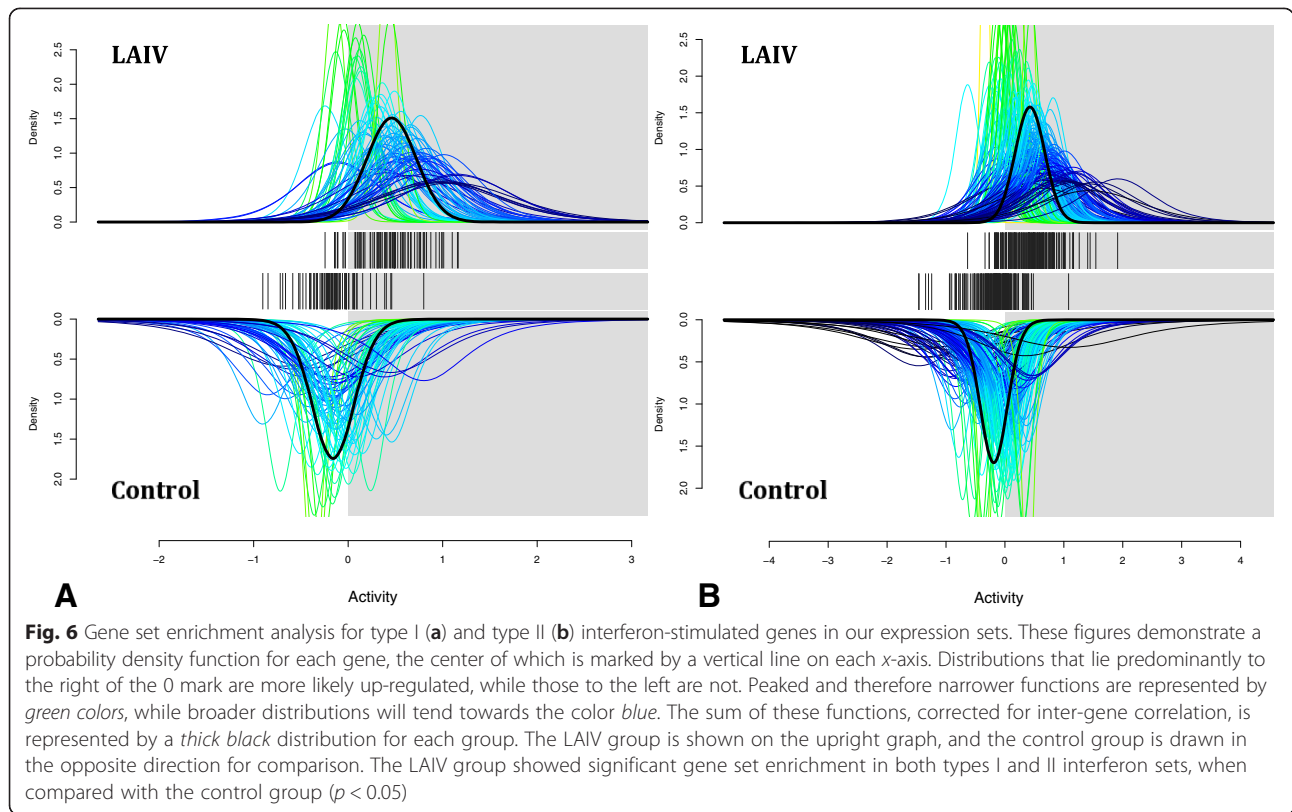 LAIV
Density
0.0 0.5 1.0 1.5 2.0 2.5
Density
0.0 0.5 1.0 1.5 2.0
Control
−2 −1 0 1 2 3
A
Activity
LAIV
Density
0.0 0.5 1.0 1.5 2.0 2.5
Density
0.0 0.5 1.0 1.5 2.0
Control
−4 −3 −2 −1 0 1 2 3 4
B
Activity
Fig. 6 Gene set enrichment analysis for type I (a) and type II (b) interferon-stimulated genes in our expression sets. These figures demonstrate a
probability density function for each gene, the center of which is marked by a vertical line on each x-axis. Distributions that lie predominantly to
the right of the 0 mark are more likely up-regulated, while those to the left are not. Peaked and therefore narrower functions are represented by
green colors, while broader distributions will tend towards the color blue. The sum of these functions, corrected for inter-gene correlation, is
represented by a thick black distribution for each group. The LAIV group is shown on the upright graph, and the control group is drawn in
the opposite direction for comparison. The LAIV group showed significant gene set enrichment in both types I and II interferon sets, when
compared with the control group (p < 0.05)